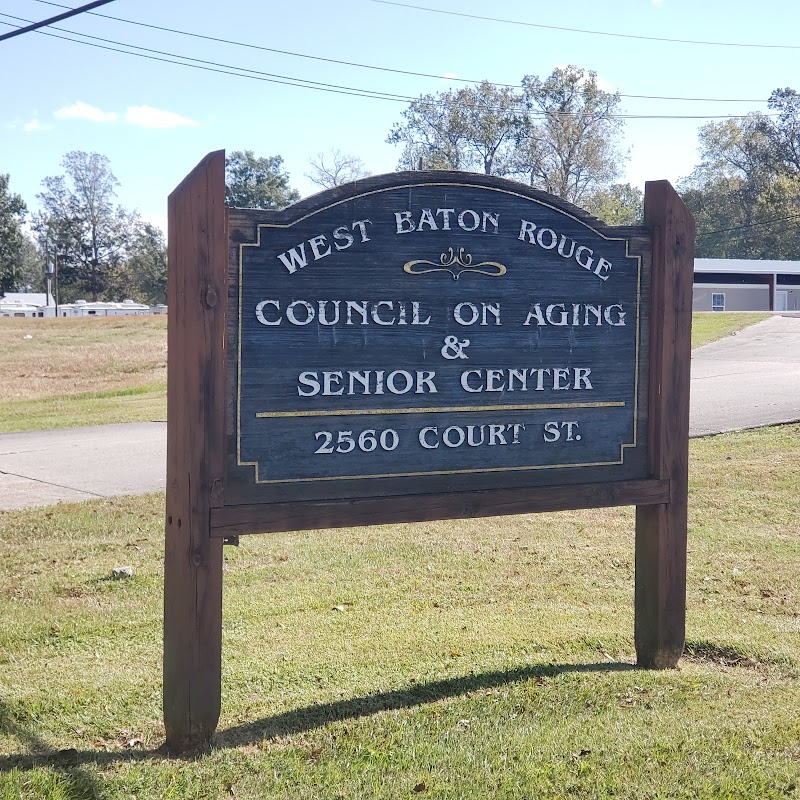 WEST BATON ROUGE
COUNCIL ON AGING
&
SENIOR CENTER
2560 COURT ST.